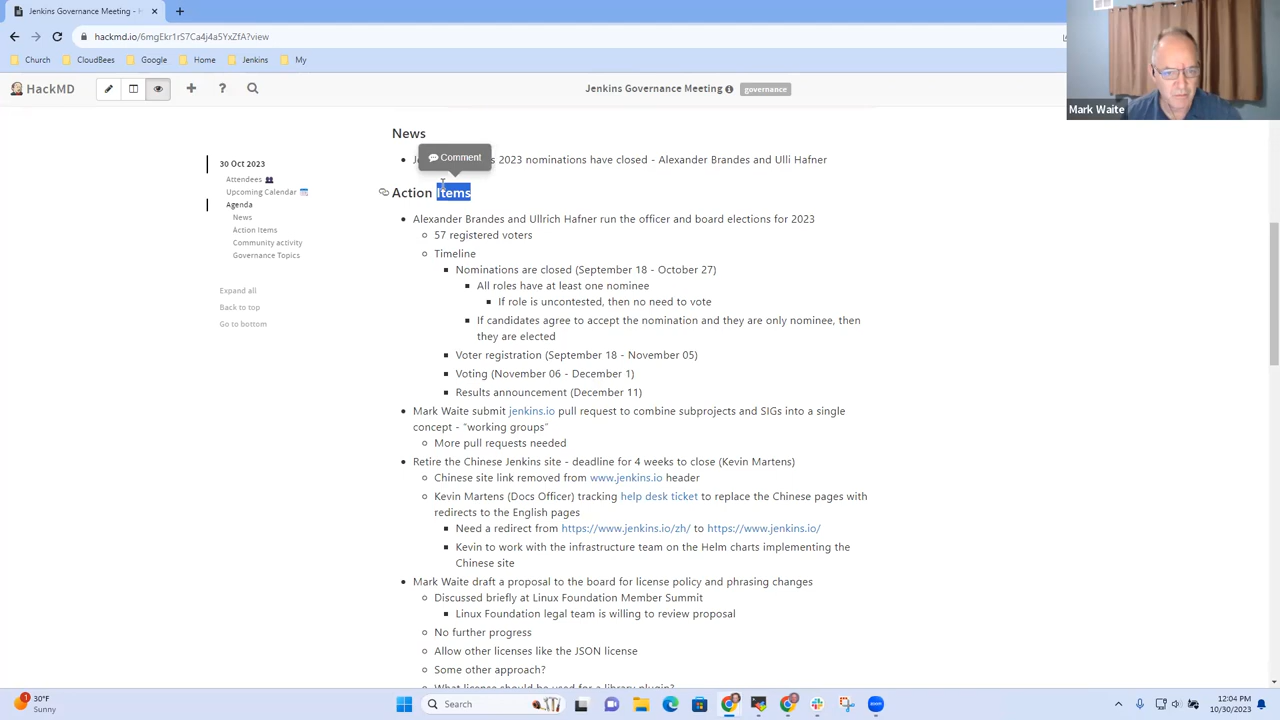 Jenkins Governance Meeting -
hackmd.io/6mgEkr1rS7Ca4j4a5YxZfA?view
Church
CloudBees
Google
Home
Jenkins
My
HackMD
Jenkins Governance Meeting
governance
Mark Waite
30 Oct 2023
Attendees
Upcoming Calendar
Agenda
News
Action Items
Community activity
Governance Topics
Expand all
Back to top
Go to bottom
News
Comment
2023 nominations have closed - Alexander Brandes and Ulli Hafner
Action Items
Alexander Brandes and Ullrich Hafner run the officer and board elections for 2023
57 registered voters
Timeline
Nominations are closed (September 18 - October 27)
All roles have at least one nominee
If role is uncontested, then no need to vote
If candidates agree to accept the nomination and they are only nominee, then
they are elected
Voter registration (September 18 - November 05)
Voting (November 06 - December 1)
Results announcement (December 11)
Mark Waite submit jenkins.io pull request to combine subprojects and SIGs into a single
concept - “working groups”
More pull requests needed
Retire the Chinese Jenkins site - deadline for 4 weeks to close (Kevin Martens)
Chinese site link removed from www.jenkins.io header
Kevin Martens (Docs Officer) tracking help desk ticket to replace the Chinese pages with
redirects to the English pages
Need a redirect from https://www.jenkins.io/zh/ to https://www.jenkins.io/
Kevin to work with the infrastructure team on the Helm charts implementing the
Chinese site
Mark Waite draft a proposal to the board for license policy and phrasing changes
Discussed briefly at Linux Foundation Member Summit
Linux Foundation legal team is willing to review proposal
No further progress
Allow other licenses like the JSON license
Some other approach?
What license should be used for a library plugin?
1
30°F
Sunny
Search
12:04 PM
10/30/2023